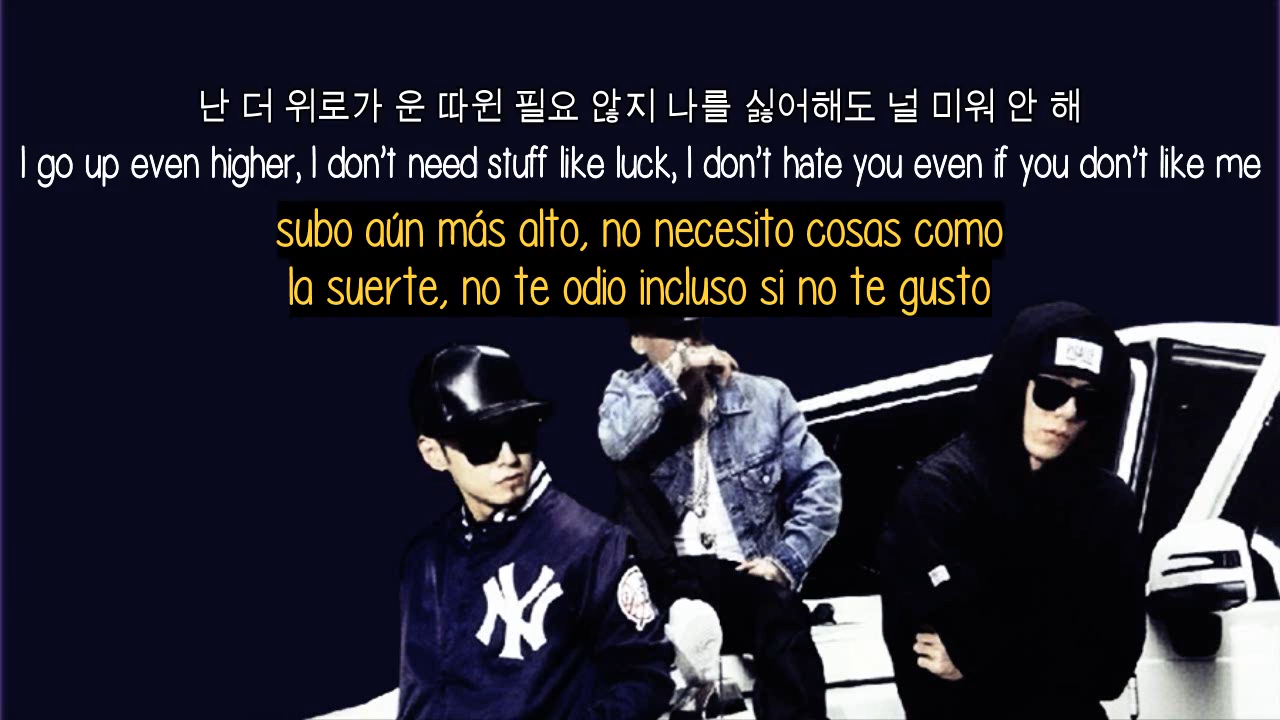 난 더 위로가 운 따윈 필요 않지 나를 싫어해도 널 미워 안 해
I go up even higher, I don't need stuff like luck, I don't hate you even if you don't like me
subo aún más alto, no necesito cosas como
la suerte, no te odio incluso si no te gusto
NY